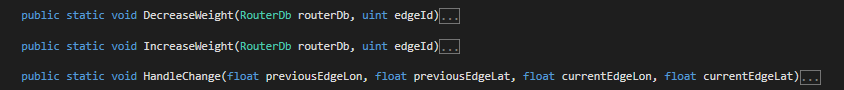 public static void DecreaseWeight(RouterDb routerDb, uint edgeId)...
public static void IncreaseWeight(RouterDb routerDb, uint edgeId)...
public static void HandleChange(float previousEdgeLon, float previousEdgeLat, float currentEdgeLon, float currentEdgeLat)...